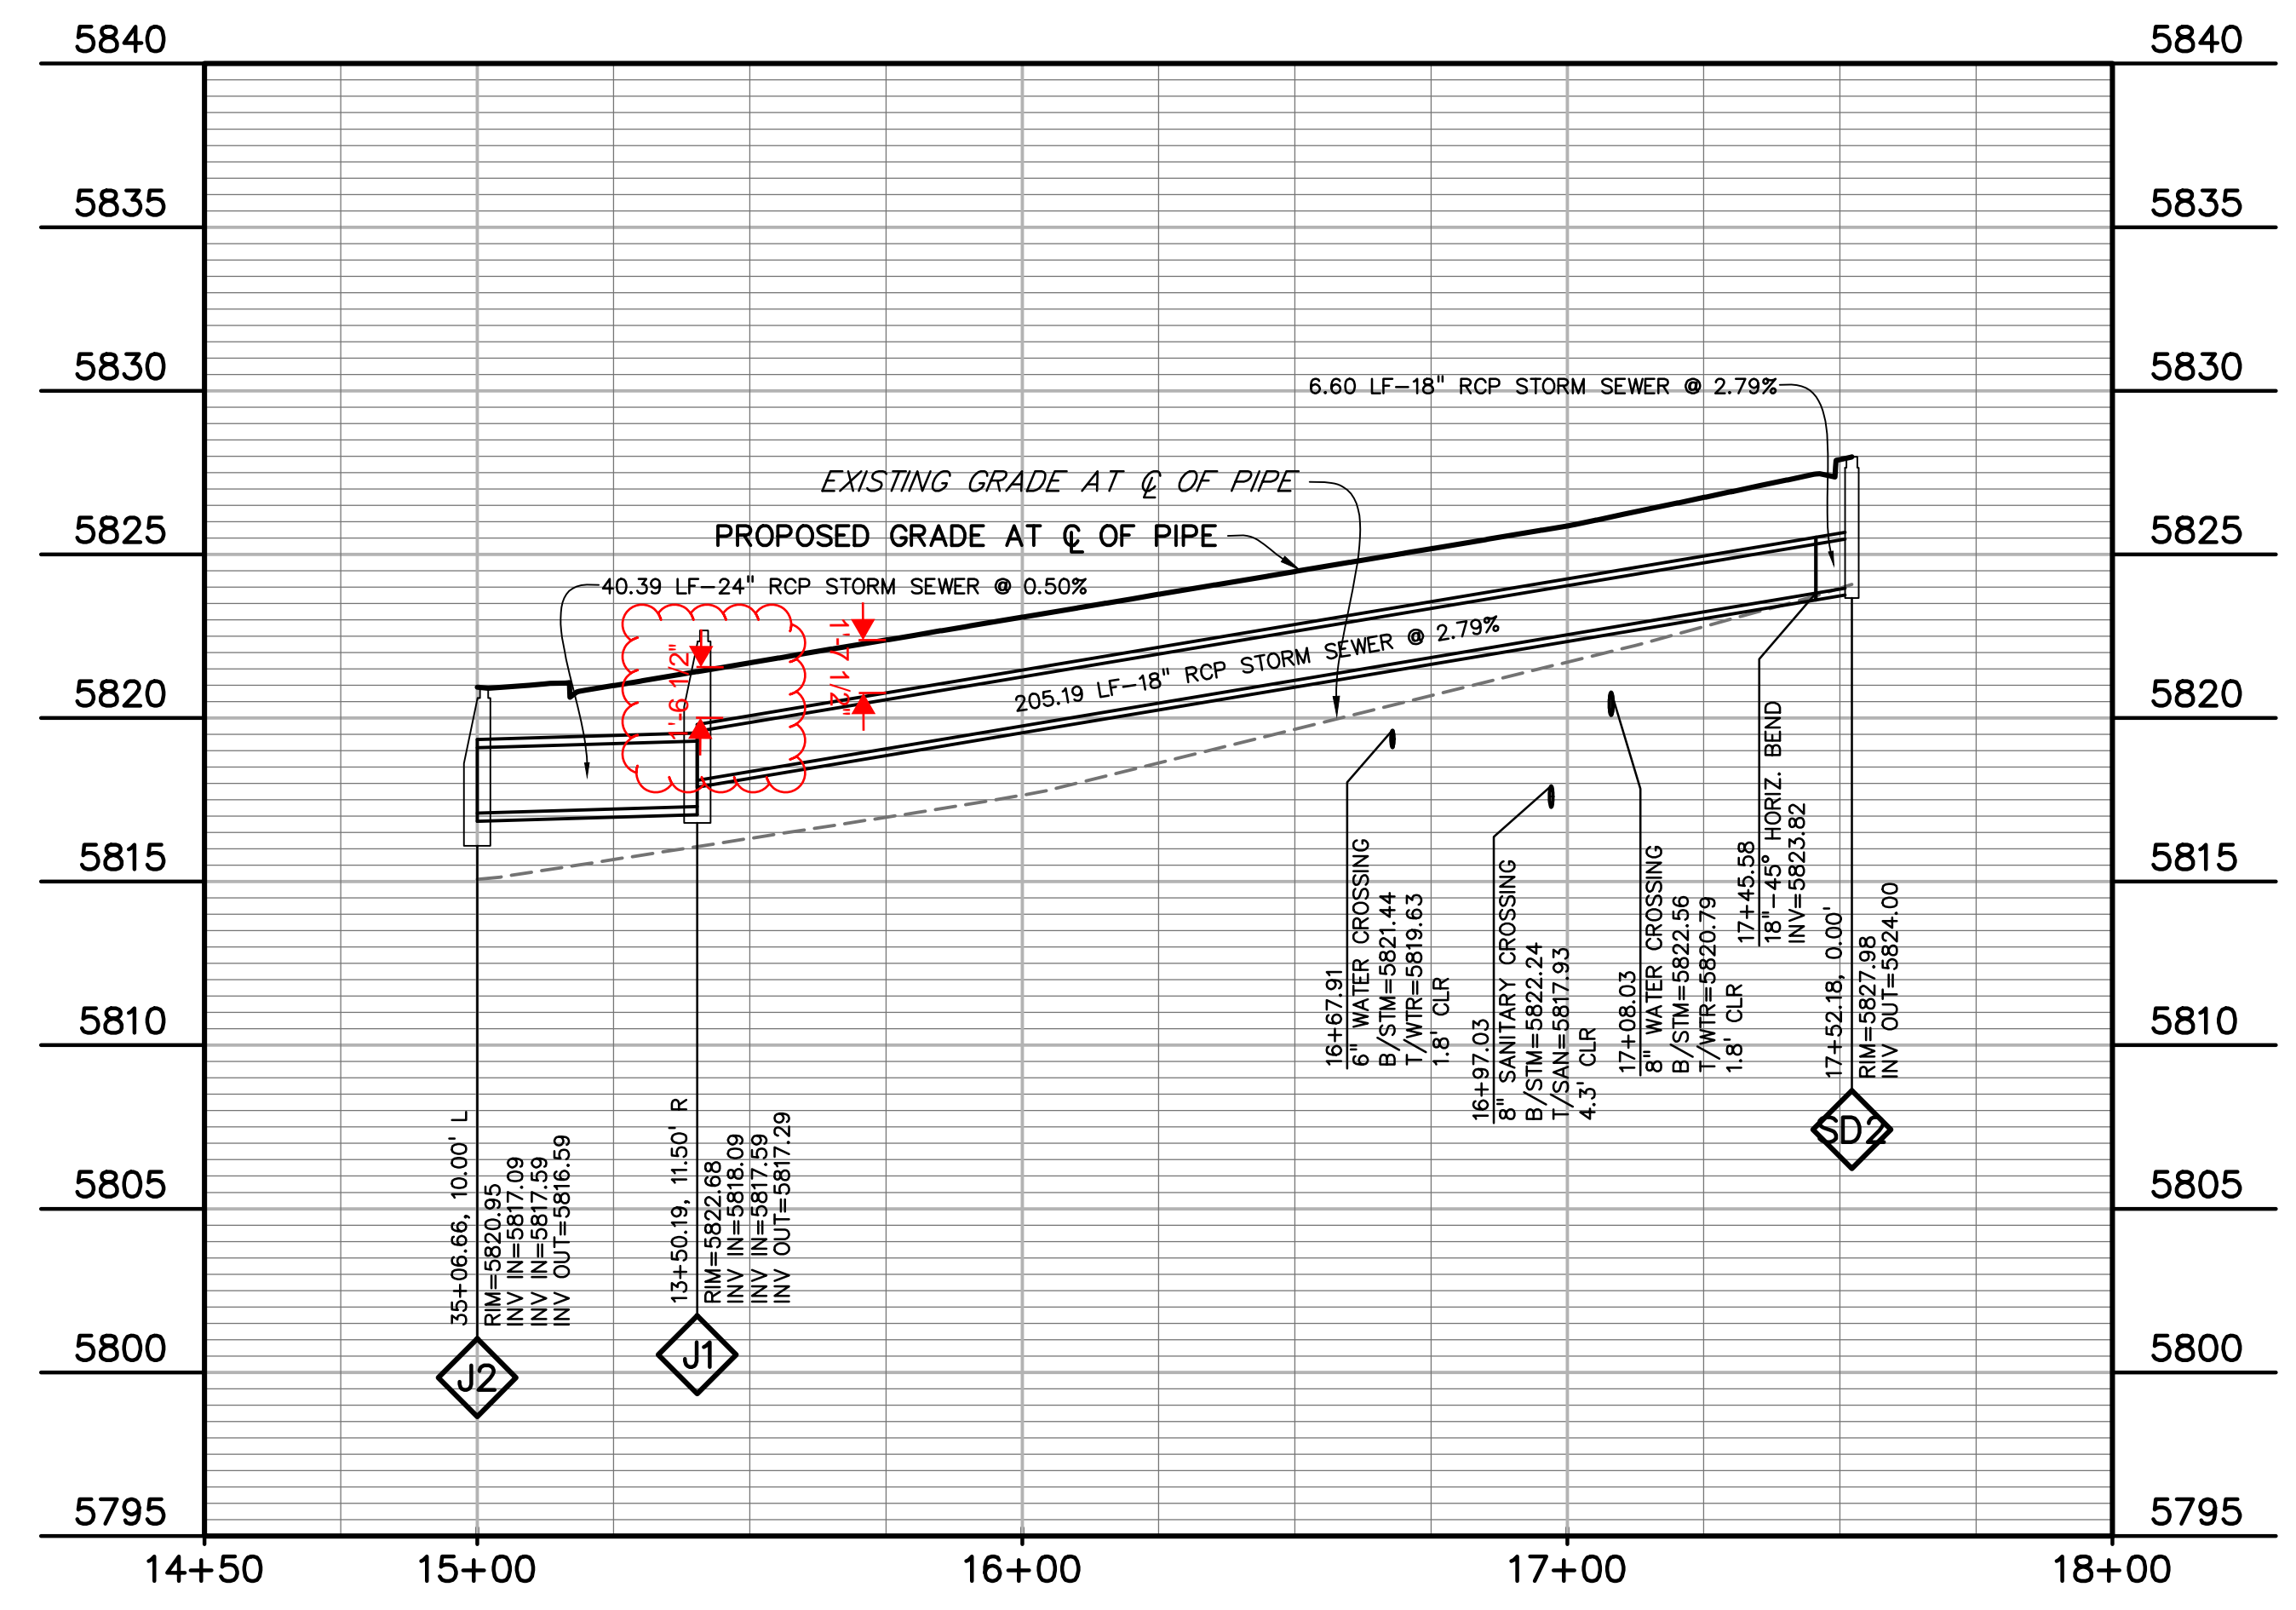 5840
5840
5835
5835
5830
5830
6.60 LF-18" RCP STORM SEWER @ 2.79%
EXISTING GRADE AT ℄ OF PIPE
PROPOSED GRADE AT ℄ OF PIPE
5825
5825
40.39 LF-24" RCP STORM SEWER @ 0.50%
1'-6 1/2"
1'-7 1/2"
205.19 LF-18" RCP STORM SEWER @ 2.79%
5820
5820
5815
5815
5810
5810
5805
5805
5800
5800
5795
5795
35+06.66, 10.00' L
RIM=5820.95
INV IN=5817.09
INV IN=5817.59
INV OUT=5816.59
J2
13+50.19, 11.50' R
RIM=5822.68
INV IN=5818.09
INV IN=5817.59
INV OUT=5817.29
J1
16+67.91
6" WATER CROSSING
B/STM=5821.44
T/WTR=5819.63
1.8' CLR
16+97.03
8" SANITARY CROSSING
B/STM=5822.24
T/SAN=5817.93
4.3' CLR
17+08.03
8" WATER CROSSING
B/STM=5822.56
T/WTR=5820.79
1.8' CLR
17+45.58
18"-45° HORIZ. BEND
INV=5823.82
17+52.18, 0.00'
RIM=5827.98
INV OUT=5824.00
SD2
14+50
15+00
16+00
17+00
18+00